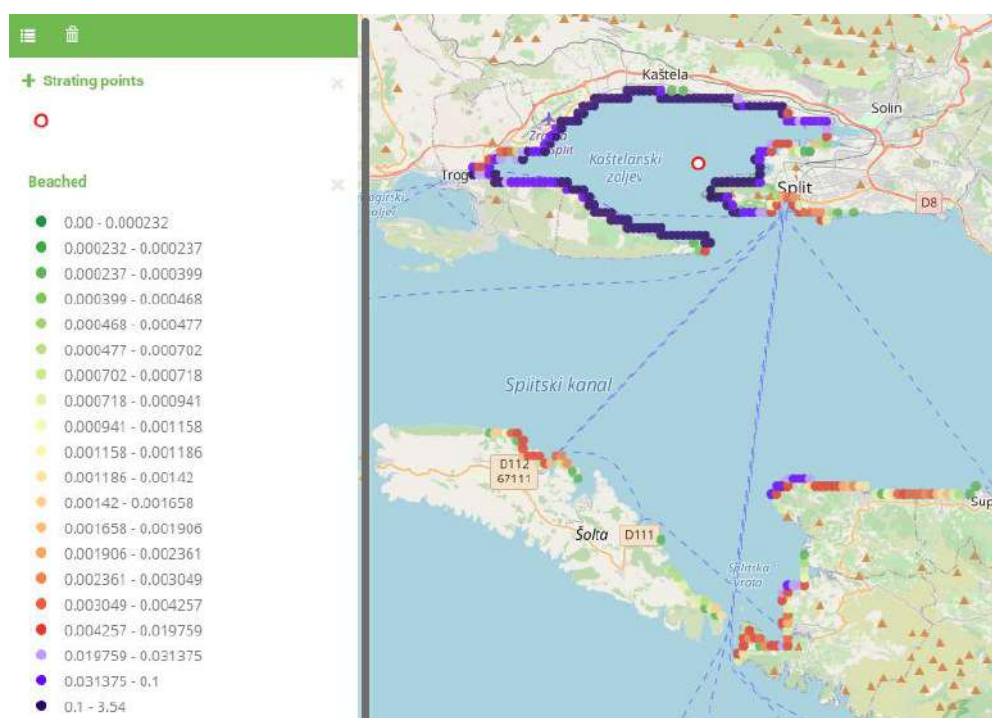 + Strating points
Beached
0.00 - 0.000232
0.000232 - 0.000237
0.000237 - 0.000399
0.000399 - 0.000468
0.000468 - 0.000477
0.000477 - 0.000702
0.000702 - 0.000718
0.000718 - 0.000941
0.000941 - 0.001158
0.001158 - 0.001186
0.001186 - 0.00142
0.00142 - 0.001658
0.001658 - 0.001906
0.001906 - 0.002361
0.002361 - 0.003049
0.003049 - 0.004257
0.004257 - 0.019759
0.019759 - 0.031375
0.031375 - 0.1
0.1 - 3.54
Kaštela
Solin
Split
Kaštelanski
zaljev
Trog
Split
D8
zaljev
Splitski kanal
D112
67111
Šolta
D111
Sup
Splitska
vrata